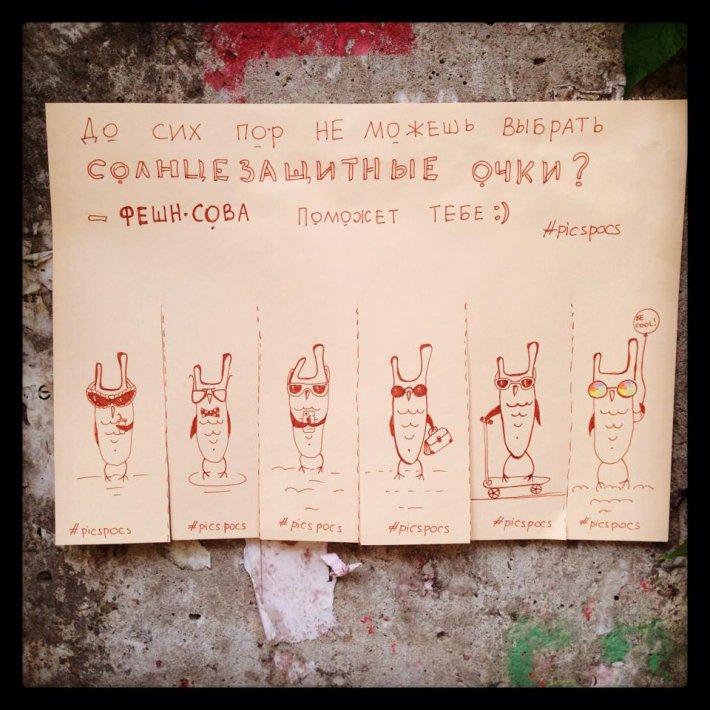 ДО СИХ ПОР НЕ МОЖЕШЬ ВЫБРАТЬ
СОЛНЦЕЗАЩИТНЫЕ ОЧКИ?
– ФЕШН·СОВА ПОМОЖЕТ ТЕБЕ :)
#picspocs
BE
COOL!
#picspocs
#picspocs
#picspocs
#picspocs
#picspocs
#picspocs